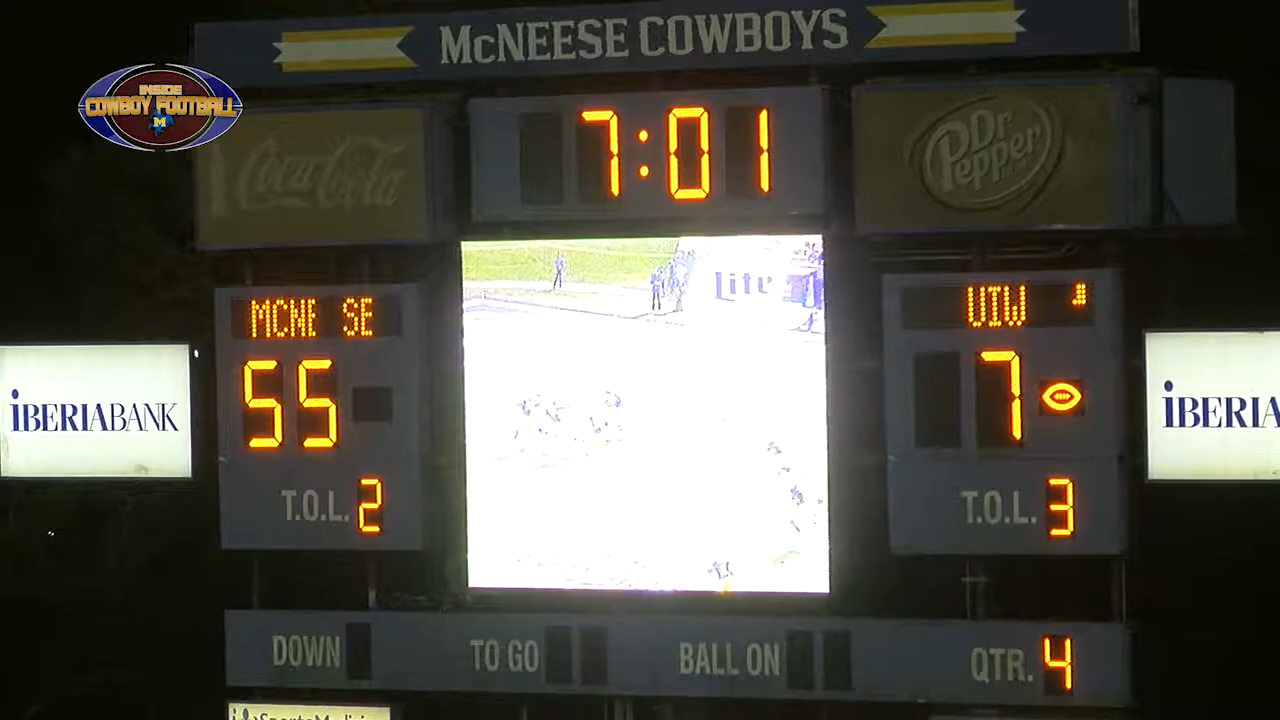 McNEESE COWBOYS
INSIDE
COWBOY FOOTBALL
M
Coca-Cola
7:01
Dr Pepper
Lite
MCNE SE
UIW
55
7
iBERIABANK
iBERIA
T.O.L. 2
T.O.L. 3
DOWN
TO GO
BALL ON
QTR. 4